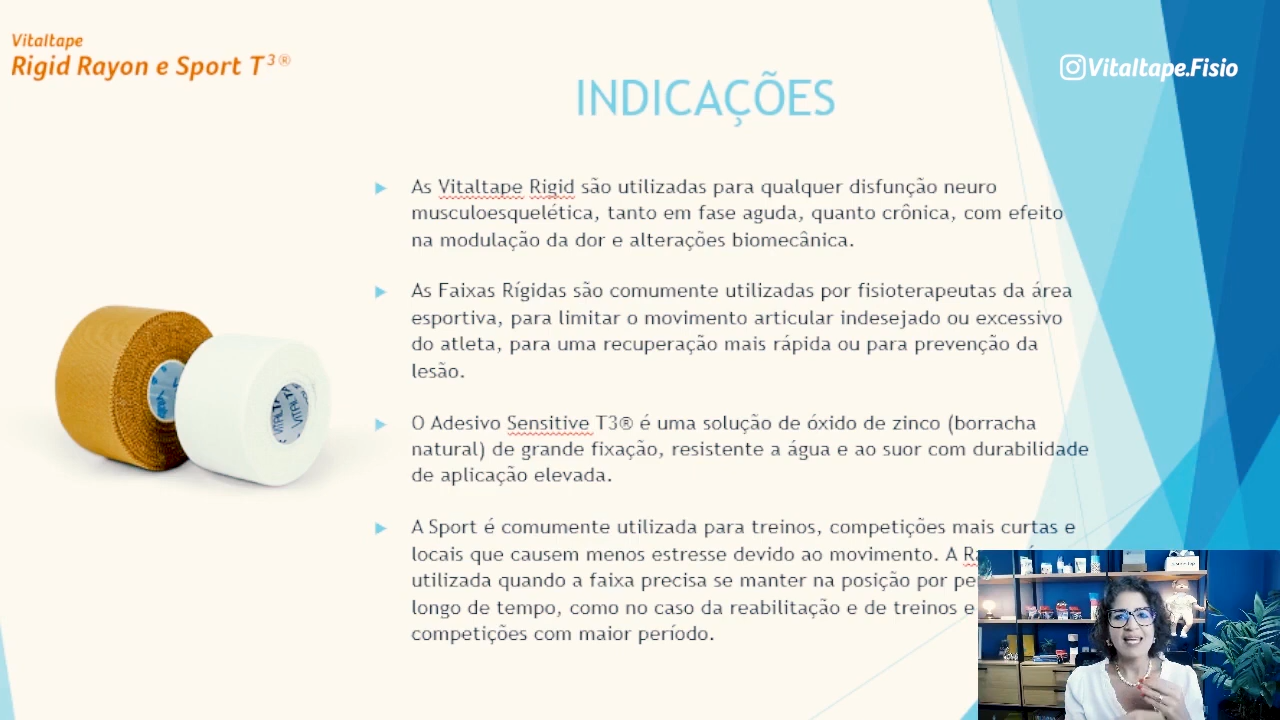 Vitaltape
Rigid Rayon e Sport T³®
Vitaltape.Fisio
INDICAÇÕES
As Vitaltape Rigid são utilizadas para qualquer disfunção neuro
musculoesquelética, tanto em fase aguda, quanto crônica, com efeito
na modulação da dor e alterações biomecânica.
As Faixas Rígidas são comumente utilizadas por fisioterapeutas da área
esportiva, para limitar o movimento articular indesejado ou excessivo
do atleta, para uma recuperação mais rápida ou para prevenção da
lesão.
O Adesivo Sensitive T3® é uma solução de óxido de zinco (borracha
natural) de grande fixação, resistente a água e ao suor com durabilidade
de aplicação elevada.
A Sport é comumente utilizada para treinos, competições mais curtas e
locais que causem menos estresse devido ao movimento. A
utilizada quando a faixa precisa se manter na posição por
longo de tempo, como no caso da reabilitação e de treinos e
competições com maior período.